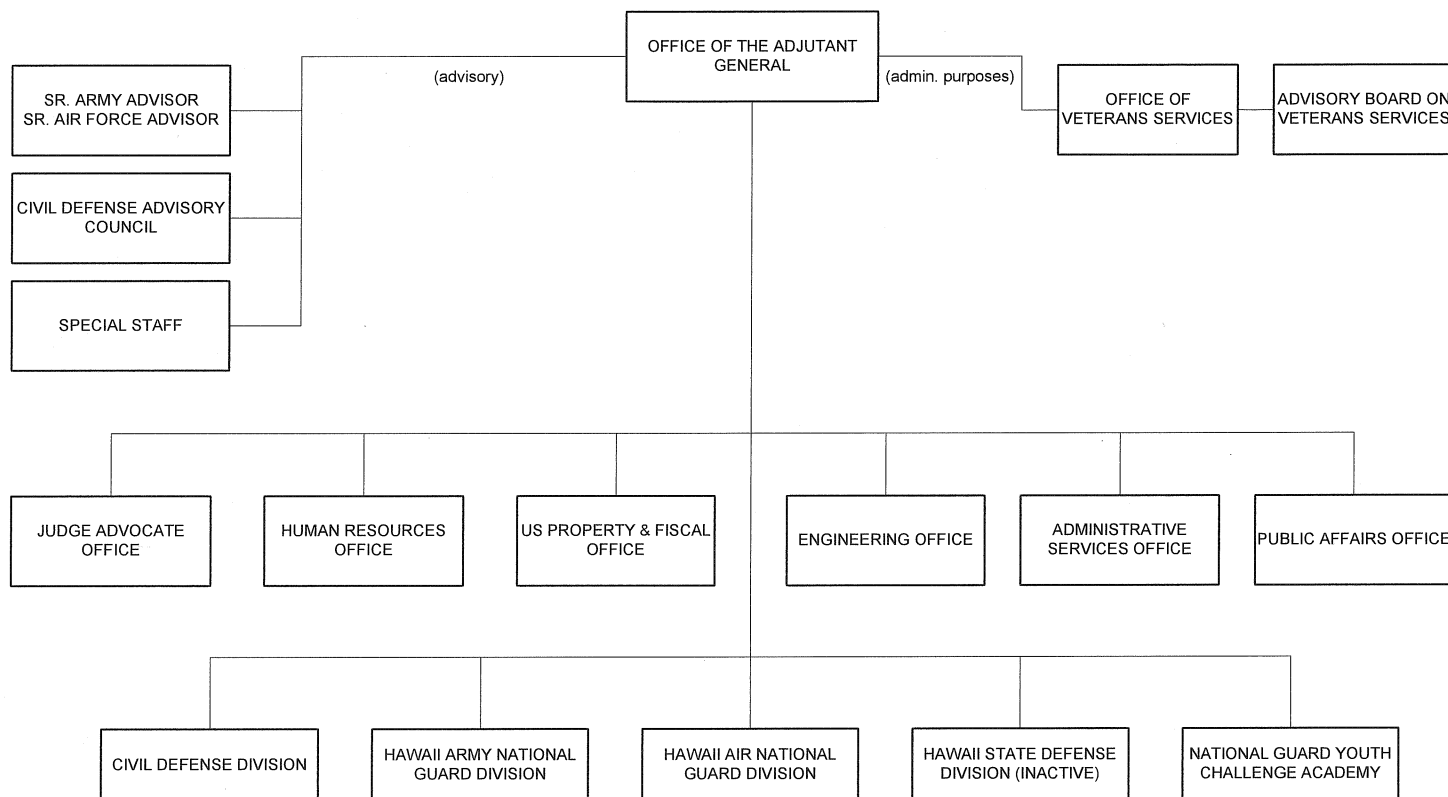 OFFICE OF THE ADJUTANT
GENERAL
(advisory)
(admin. purposes)
SR. ARMY ADVISOR
SR. AIR FORCE ADVISOR
OFFICE OF
VETERANS SERVICES
ADVISORY BOARD ON
VETERANS SERVICES
CIVIL DEFENSE ADVISORY
COUNCIL
SPECIAL STAFF
JUDGE ADVOCATE
OFFICE
HUMAN RESOURCES
OFFICE
US PROPERTY & FISCAL
OFFICE
ENGINEERING OFFICE
ADMINISTRATIVE
SERVICES OFFICE
PUBLIC AFFAIRS OFFICE
CIVIL DEFENSE DIVISION
HAWAII ARMY NATIONAL
GUARD DIVISION
HAWAII AIR NATIONAL
GUARD DIVISION
HAWAII STATE DEFENSE
DIVISION (INACTIVE)
NATIONAL GUARD YOUTH
CHALLENGE ACADEMY